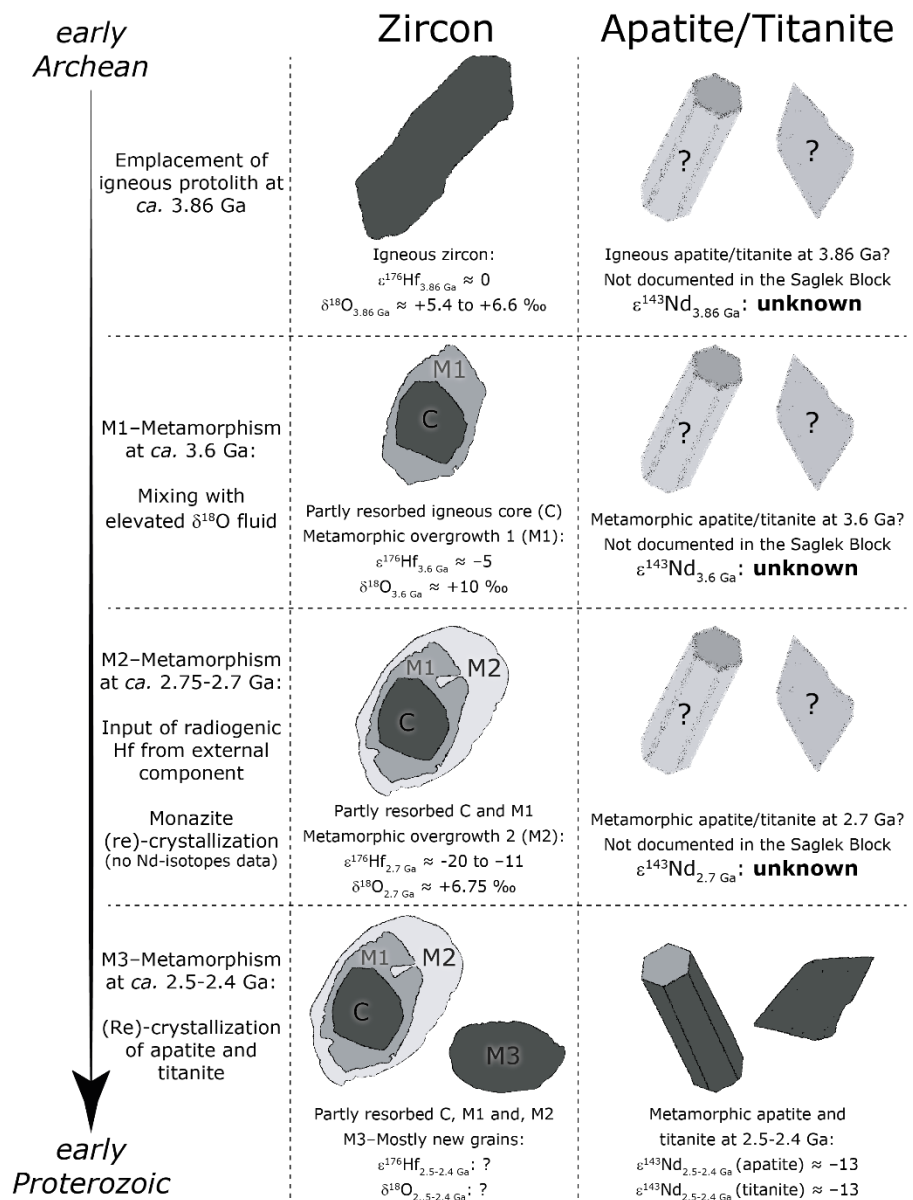 early
Archean
Zircon
Apatite/Titanite
Emplacement of
igneous protolith at
ca. 3.86 Ga
Igneous zircon:
ε¹⁷⁶Hf₃.₈₆ Ga ≈ 0
δ¹⁸O₃.₈₆ Ga ≈ +5.4 to +6.6 ‰
?
?
Igneous apatite/titanite at 3.86 Ga?
Not documented in the Saglek Block
ε¹⁴³Nd₃.₈₆ Ga: unknown
M1–Metamorphism
at ca. 3.6 Ga:
Mixing with
elevated δ¹⁸O fluid
M1
C
Partly resorbed igneous core (C)
Metamorphic overgrowth 1 (M1):
ε¹⁷⁶Hf₃.₆ Ga ≈ –5
δ¹⁸O₃.₆ Ga ≈ +10 ‰
?
?
Metamorphic apatite/titanite at 3.6 Ga?
Not documented in the Saglek Block
ε¹⁴³Nd₃.₆ Ga: unknown
M2–Metamorphism
at ca. 2.75-2.7 Ga:
Input of radiogenic
Hf from external
component
Monazite
(re)-crystallization
(no Nd-isotopes data)
M1
M2
C
Partly resorbed C and M1
Metamorphic overgrowth 2 (M2):
ε¹⁷⁶Hf₂.₇ Ga ≈ -20 to –11
δ¹⁸O₂.₇ Ga ≈ +6.75 ‰
?
?
Metamorphic apatite/titanite at 2.7 Ga?
Not documented in the Saglek Block
ε¹⁴³Nd₂.₇ Ga: unknown
M3–Metamorphism
at ca. 2.5-2.4 Ga:
(Re)-crystallization
of apatite and
titanite
M1
M2
C
M3
Partly resorbed C, M1 and, M2
M3–Mostly new grains:
ε¹⁷⁶Hf₂.₅₋₂.₄ Ga: ?
δ¹⁸O₂.₅₋₂.₄ Ga: ?
Metamorphic apatite and
titanite at 2.5-2.4 Ga:
ε¹⁴³Nd₂.₅₋₂.₄ Ga (apatite) ≈ –13
ε¹⁴³Nd₂.₅₋₂.₄ Ga (titanite) ≈ –13
early
Proterozoic